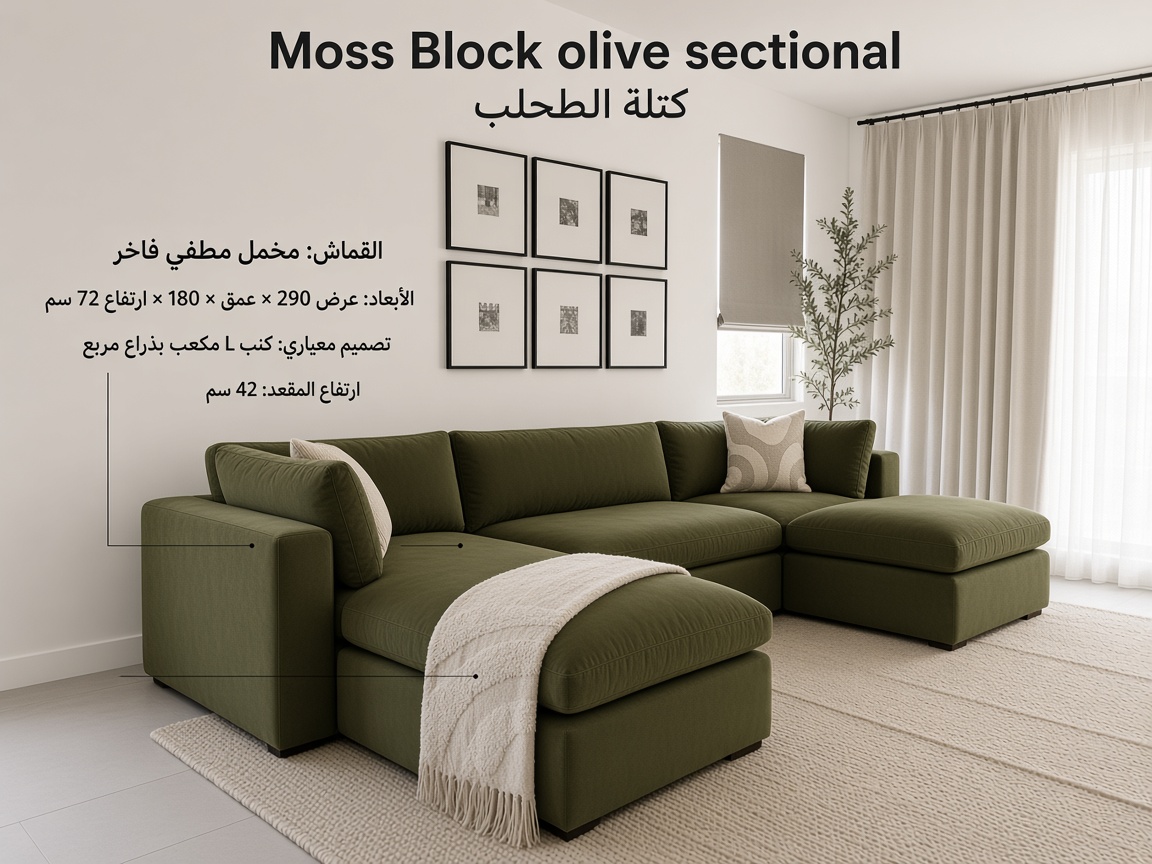 Moss Block olive sectional
كتلة الطحلب
القماش: مخمل مطفي فاخر
الأبعاد: عرض 290 × عمق × 180 × ارتفاع 72 سم
تصميم معياري: كنب L مكعب بذراع مربع
ارتفاع المقعد: 42 سم